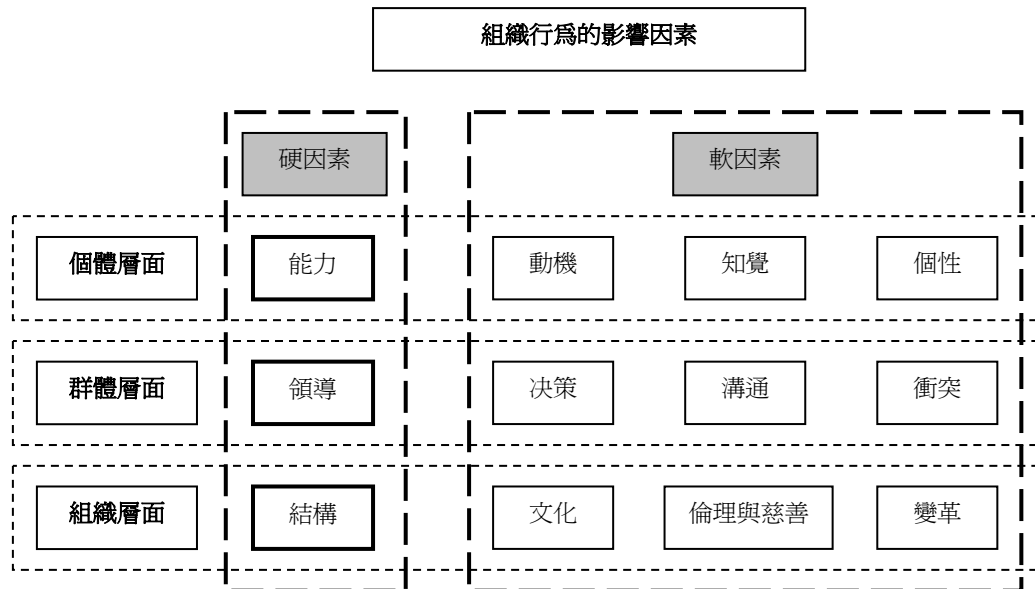 組織行爲的影響因素
硬因素
軟因素
個體層面
能力
動機
知覺
個性
群體層面
領導
決策
溝通
衝突
組織層面
結構
文化
倫理與慈善
變革